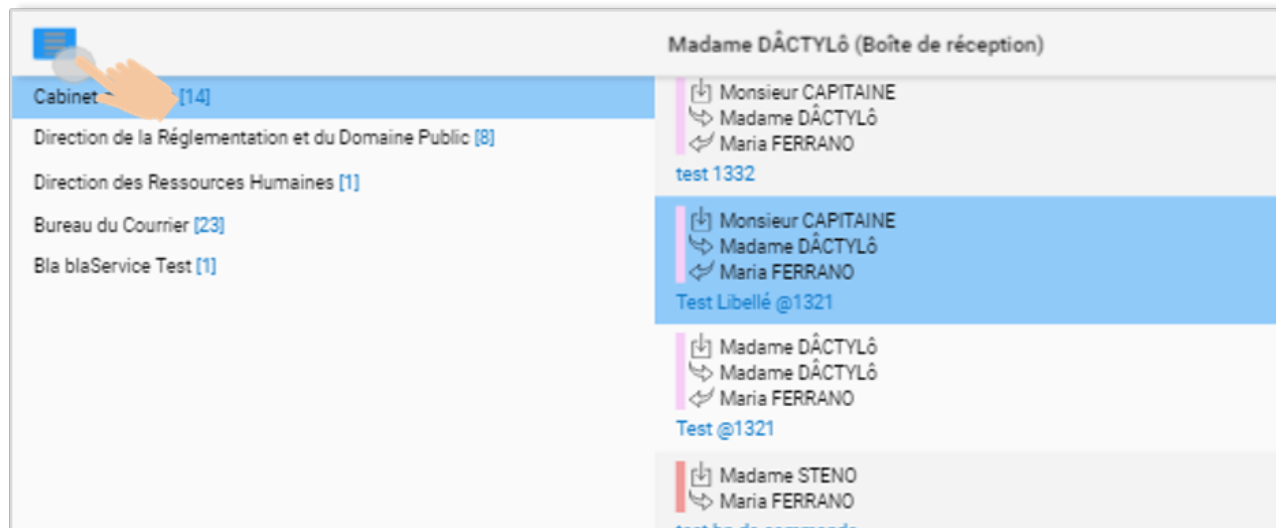 Madame DÂCTYLô (Boîte de réception)
Cabinet [14]
Direction de la Réglementation et du Domaine Public [8]
Direction des Ressources Humaines [1]
Bureau du Courrier [23]
Bla blaService Test [1]
Monsieur CAPITAINE
Madame DÂCTYLô
Maria FERRANO
test 1332
Monsieur CAPITAINE
Madame DÂCTYLô
Maria FERRANO
Test Libellé @1321
Madame DÂCTYLô
Madame DÂCTYLô
Maria FERRANO
Test @1321
Madame STENO
Maria FERRANO